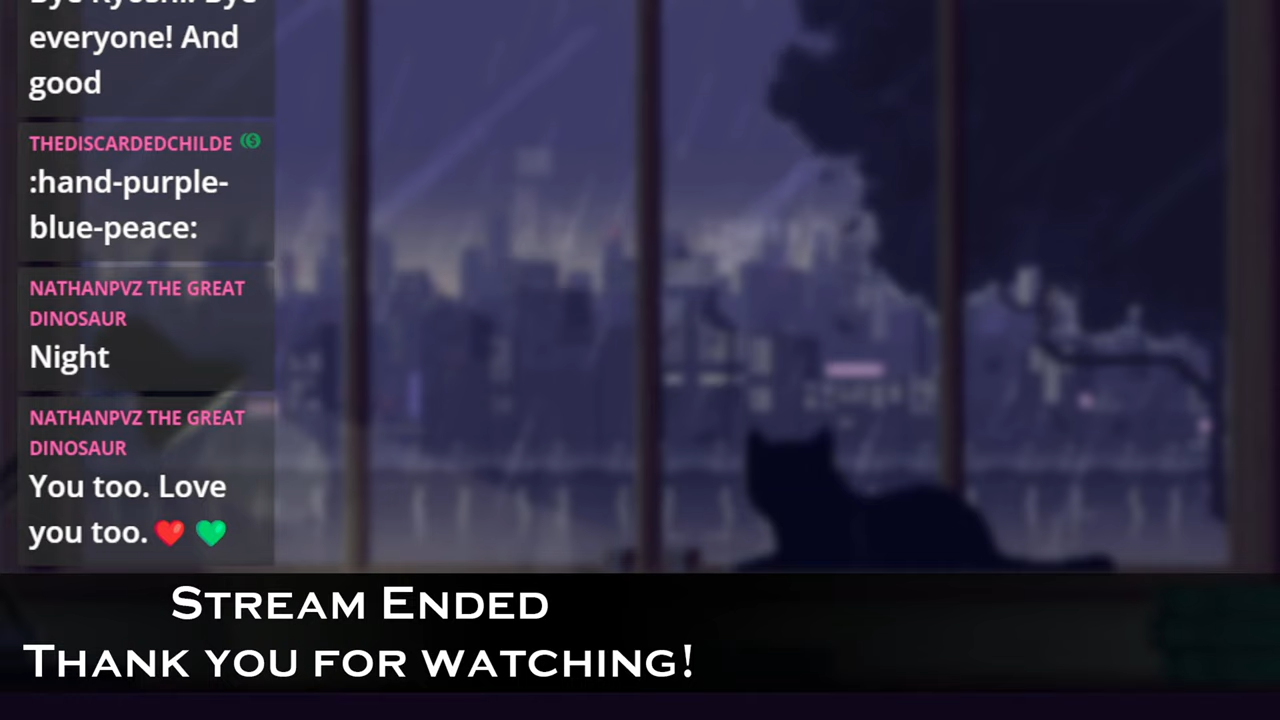 everyone! And
good
THEDISCARDEDCHILDE
:hand-purple-
blue-peace:
NATHANPVZ THE GREAT
DINOSAUR
Night
NATHANPVZ THE GREAT
DINOSAUR
You too. Love
you too.
Stream Ended
Thank you for watching!